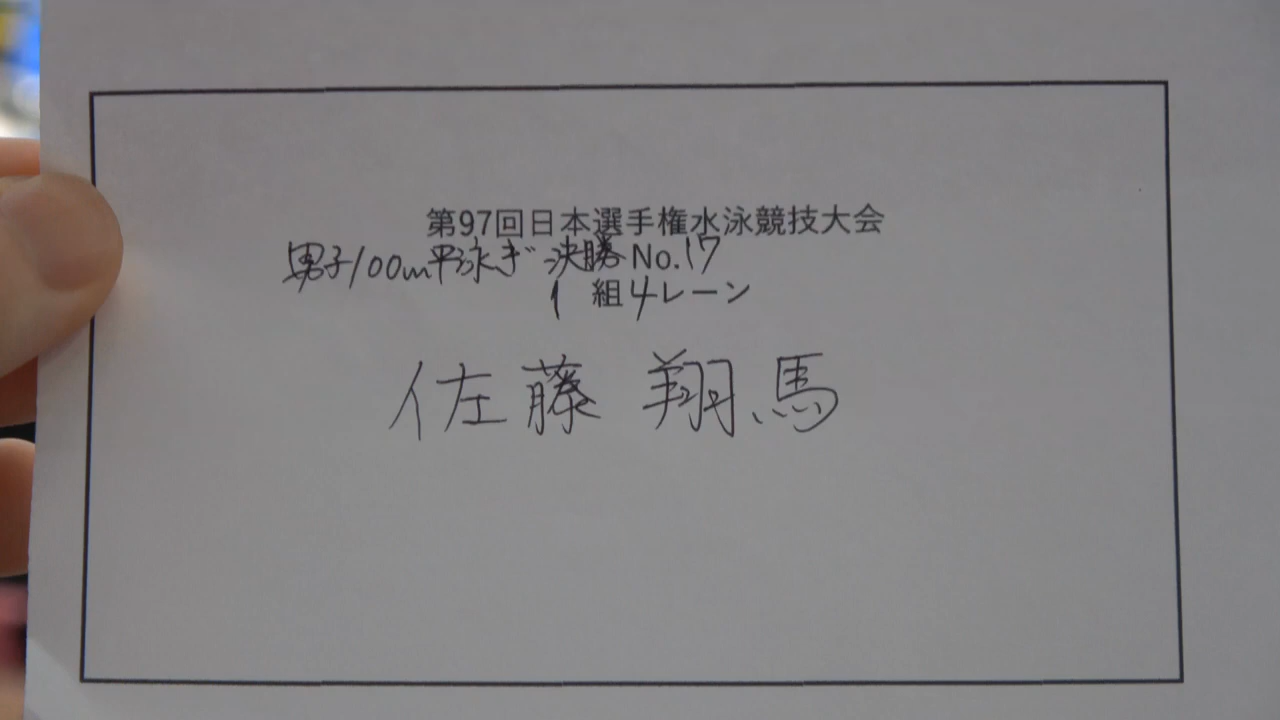 第97回日本選手権水泳競技大会
男子100m平泳ぎ 決勝 No.17
1 組 4 レーン
佐藤 翔馬